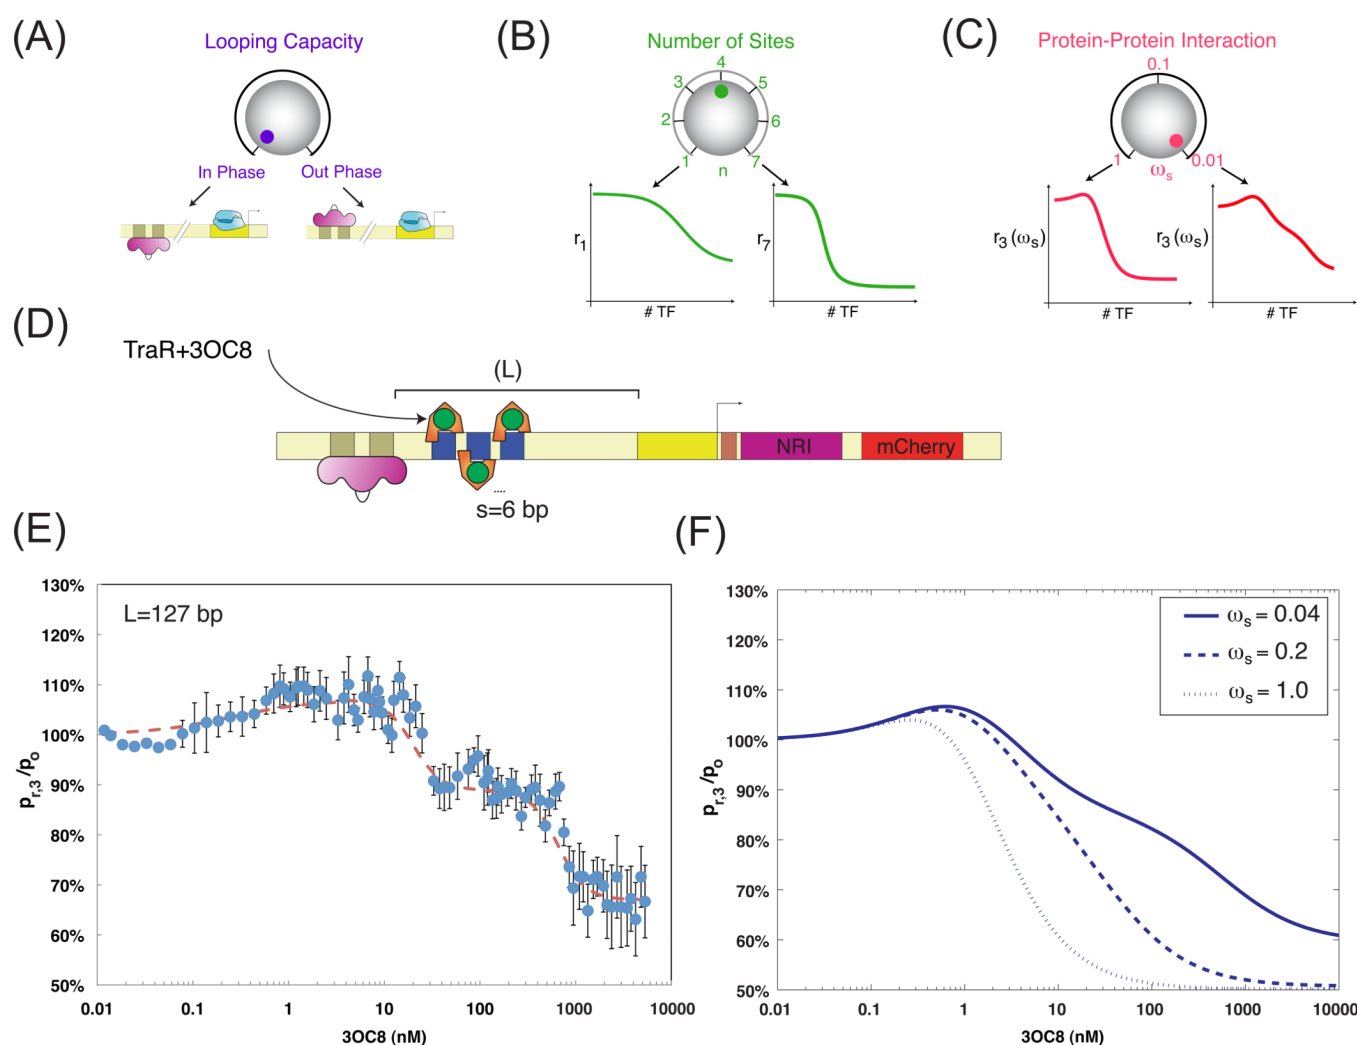 (A)
Looping Capacity
In Phase
Out Phase
(B)
Number of Sites
1
2
3
4
5
6
7
n
r1
# TF
r7
# TF
(C)
Protein-Protein Interaction
0.1
1
0.01
ωs
r3 (ωs)
# TF
r3 (ωs)
# TF
(D)
TraR+3OC8
(L)
NRI
mCherry
s=6 bp
(E)
130%
120%
110%
100%
90%
80%
70%
60%
50%
pr,3 /po
L=127 bp
0.01
0.1
1
10
100
1000
10000
3OC8 (nM)
(F)
130%
120%
110%
100%
90%
80%
70%
60%
50%
pr,3/po
ωs = 0.04
ωs = 0.2
ωs = 1.0
0.01
0.1
1
10
100
1000
10000
3OC8 (nM)